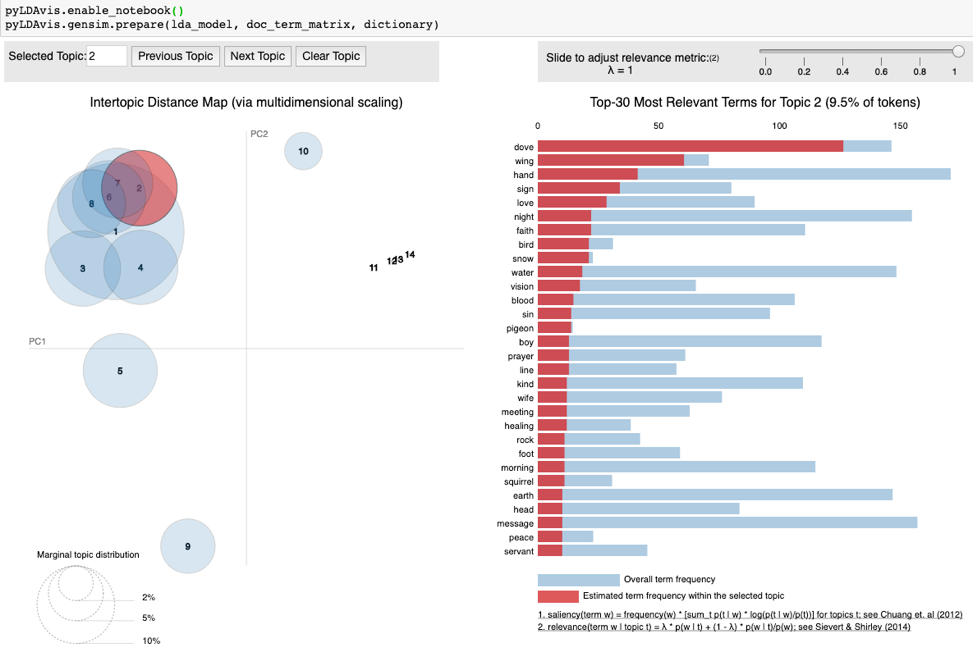 pyLDAvis.enable_notebook()
pyLDAvis.gensim.prepare(lda_model, doc_term_matrix, dictionary)
Selected Topic: 2 Previous Topic Next Topic Clear Topic
Slide to adjust relevance metric:(2)
λ = 1
0.0 0.2 0.4 0.6 0.8 1
Intertopic Distance Map (via multidimensional scaling)
PC2
PC1
10
7
2
6
8
1
11
12
13
14
3
4
5
9
Marginal topic distribution
2%
5%
10%
Top-30 Most Relevant Terms for Topic 2 (9.5% of tokens)
0 50 100 150
dove
wing
hand
sign
love
night
faith
bird
snow
water
vision
blood
sin
pigeon
boy
prayer
line
kind
wife
meeting
healing
rock
foot
morning
squirrel
earth
head
message
peace
servant
Overall term frequency
Estimated term frequency within the selected topic
1. saliency(term w) = frequency(w) * [sum_t p(t | w) * log(p(t | w)/p(t))] for topics t; see Chuang et. al (2012)
2. relevance(term w | topic t) = λ * p(w | t) + (1 - λ) * p(w | t)/p(w); see Sievert & Shirley (2014)